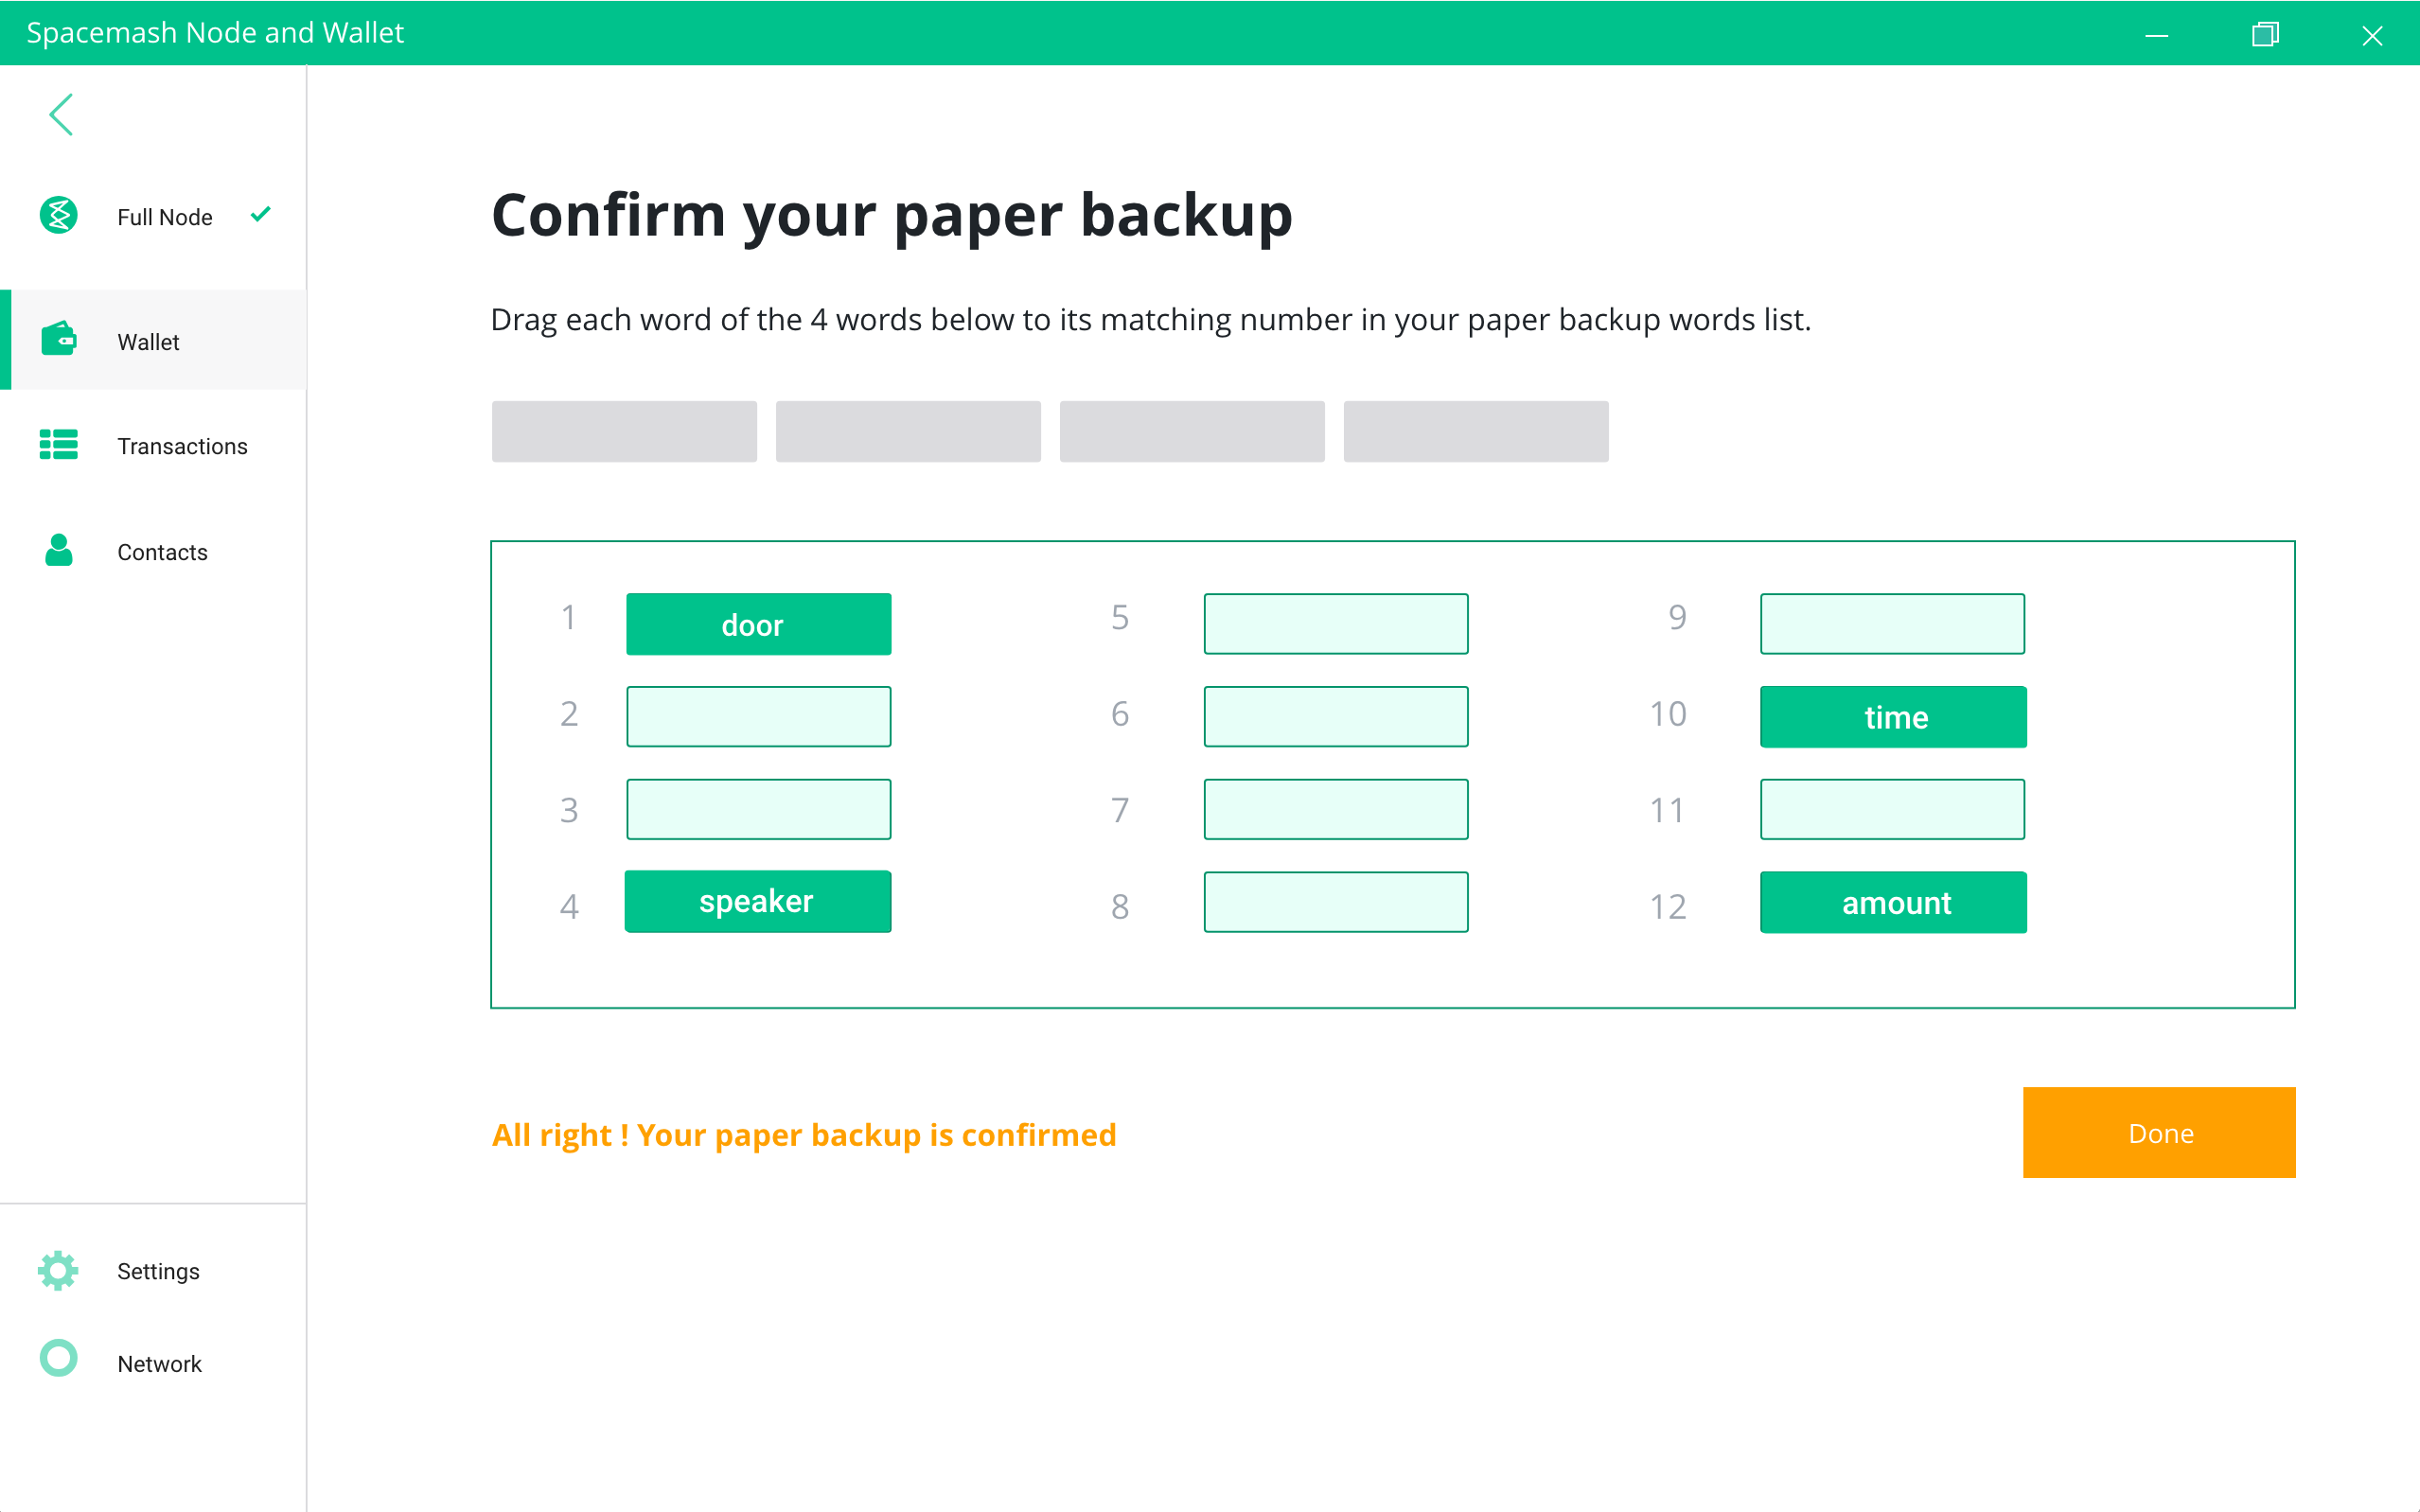 Spacemash Node and Wallet
Full Node
Wallet
Transactions
Contacts
Settings
Network
Confirm your paper backup
Drag each word of the 4 words below to its matching number in your paper backup words list.
1 door
2
3
4 speaker
5
6
7
8
9
10 time
11
12 amount
All right ! Your paper backup is confirmed
Done